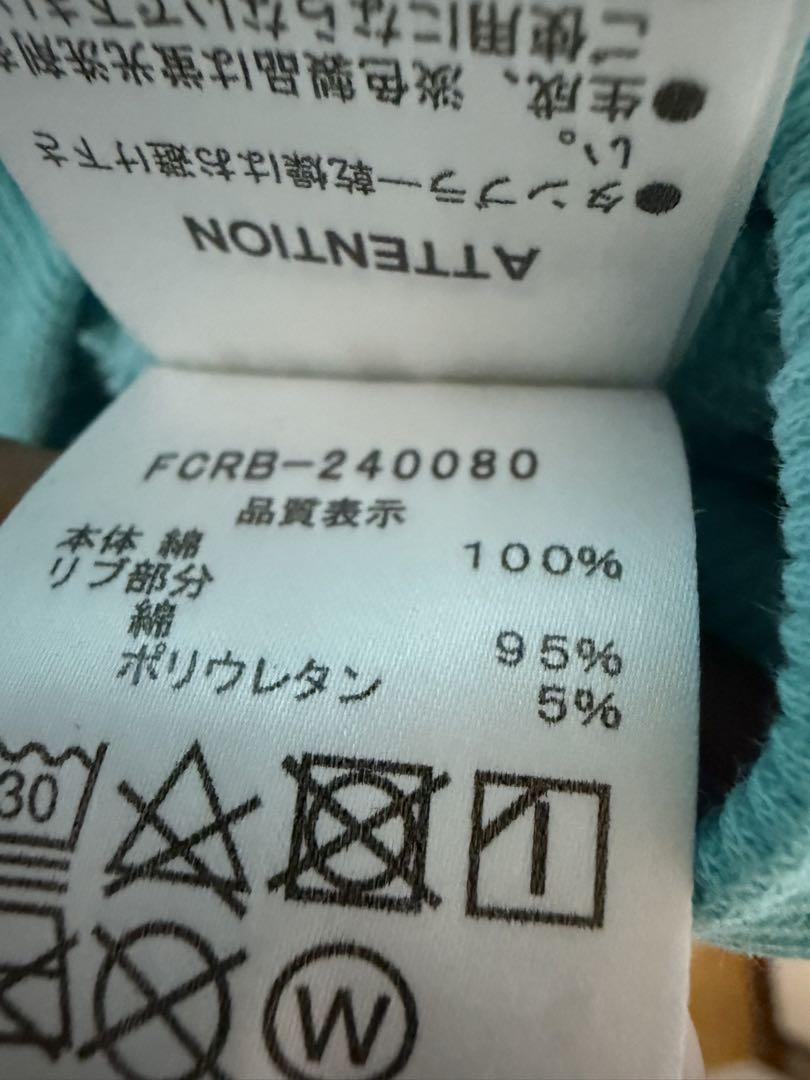 ATTENTION
●タンブラー乾燥はお避け下さ
い。
●生成、淡色製品は蛍光洗剤を
ご使用にならないで下さい
FCRB-240080
品質表示
本体 綿 100%
リブ部分
綿 95%
ポリウレタン 5%
30
W